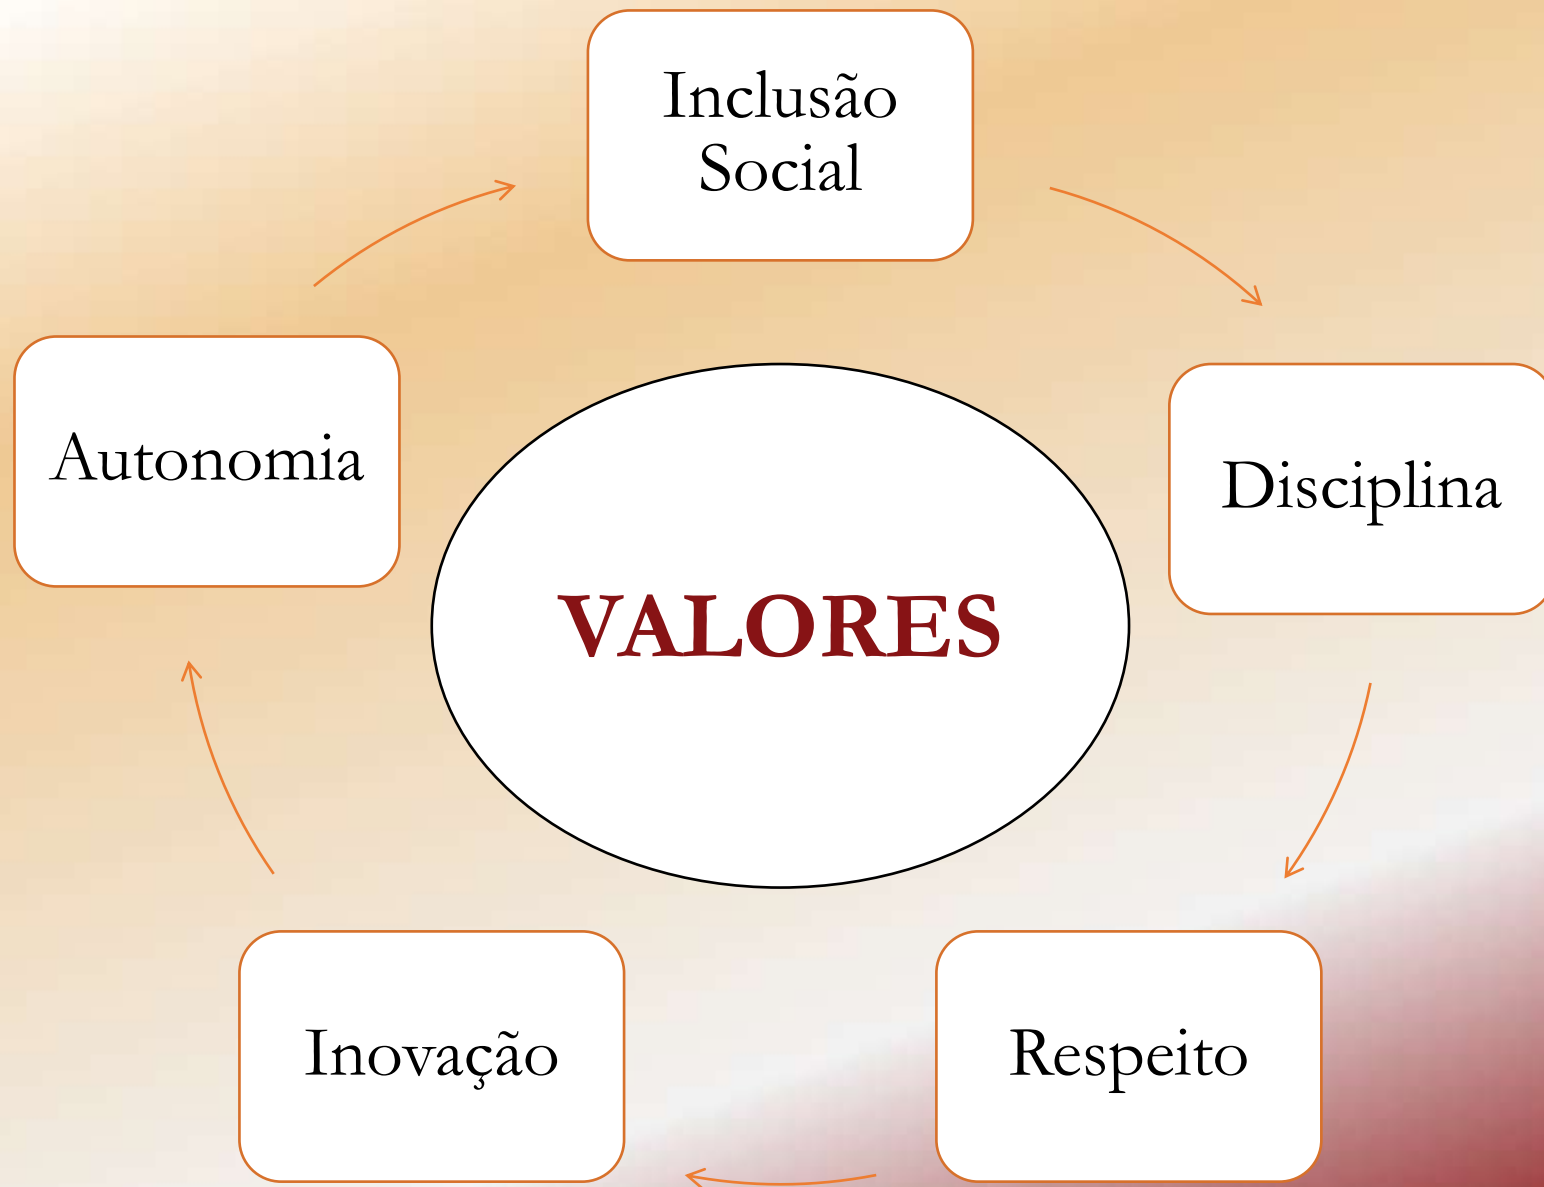 Inclusão
Social
Autonomia
Disciplina
VALORES
Inovação
Respeito